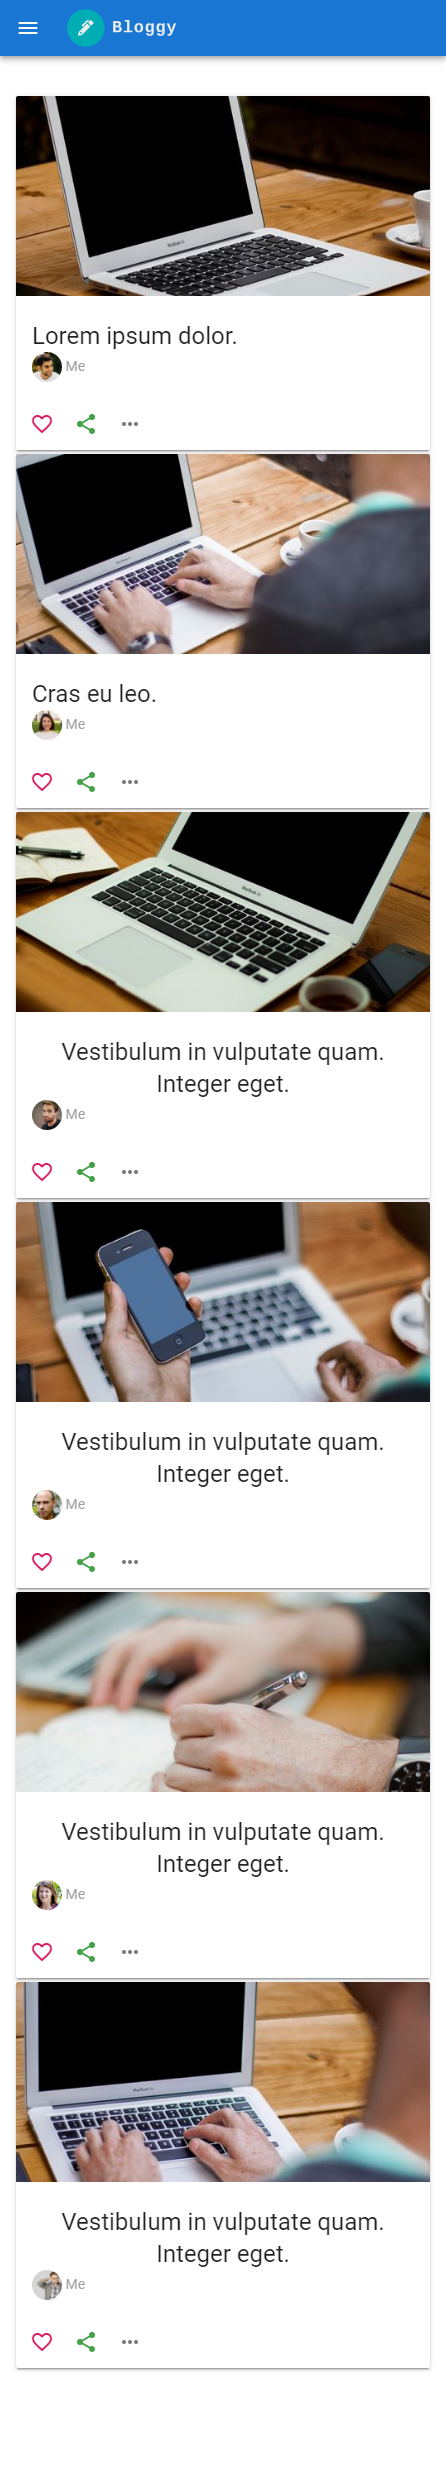 Bloggy
Lorem ipsum dolor.
Me
Cras eu leo.
Me
Vestibulum in vulputate quam.
Integer eget.
Me
Vestibulum in vulputate quam.
Integer eget.
Me
Vestibulum in vulputate quam.
Integer eget.
Me
Vestibulum in vulputate quam.
Integer eget.
Me